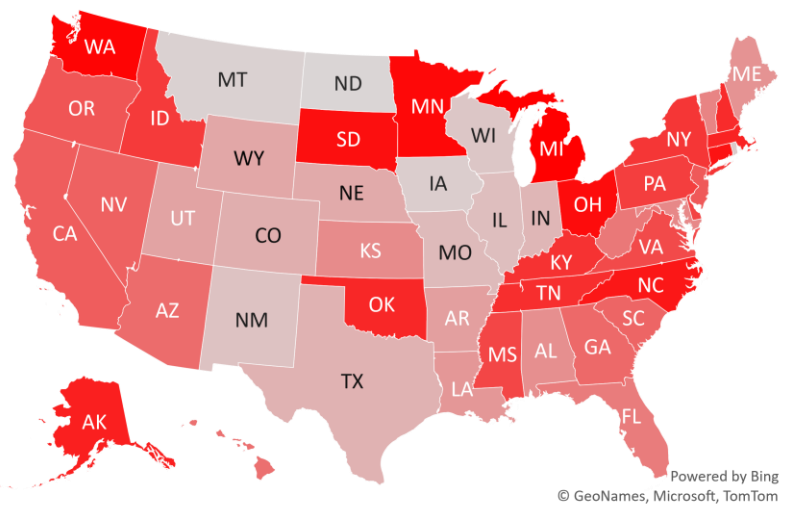 WA
MT
ND
MN
ME
OR
ID
SD
WI
MI
NY
WY
NV
UT
NE
IA
PA
CA
CO
KS
MO
IL
IN
OH
KY
VA
AZ
NM
OK
AR
TN
NC
SC
TX
LA
MS
AL
GA
FL
AK
Powered by Bing
© GeoNames, Microsoft, TomTom